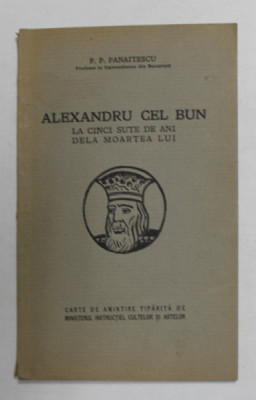 P. P. PANAITESCU
Profesor la Universitatea din București
ALEXANDRU CEL BUN
LA CINCI SUTE DE ANI
DELA MOARTEA LUI
CARTE DE AMINTIRE TIPĂRITĂ DE
MINISTERUL INSTRUCȚIEI, CULTELOR ȘI ARTELOR